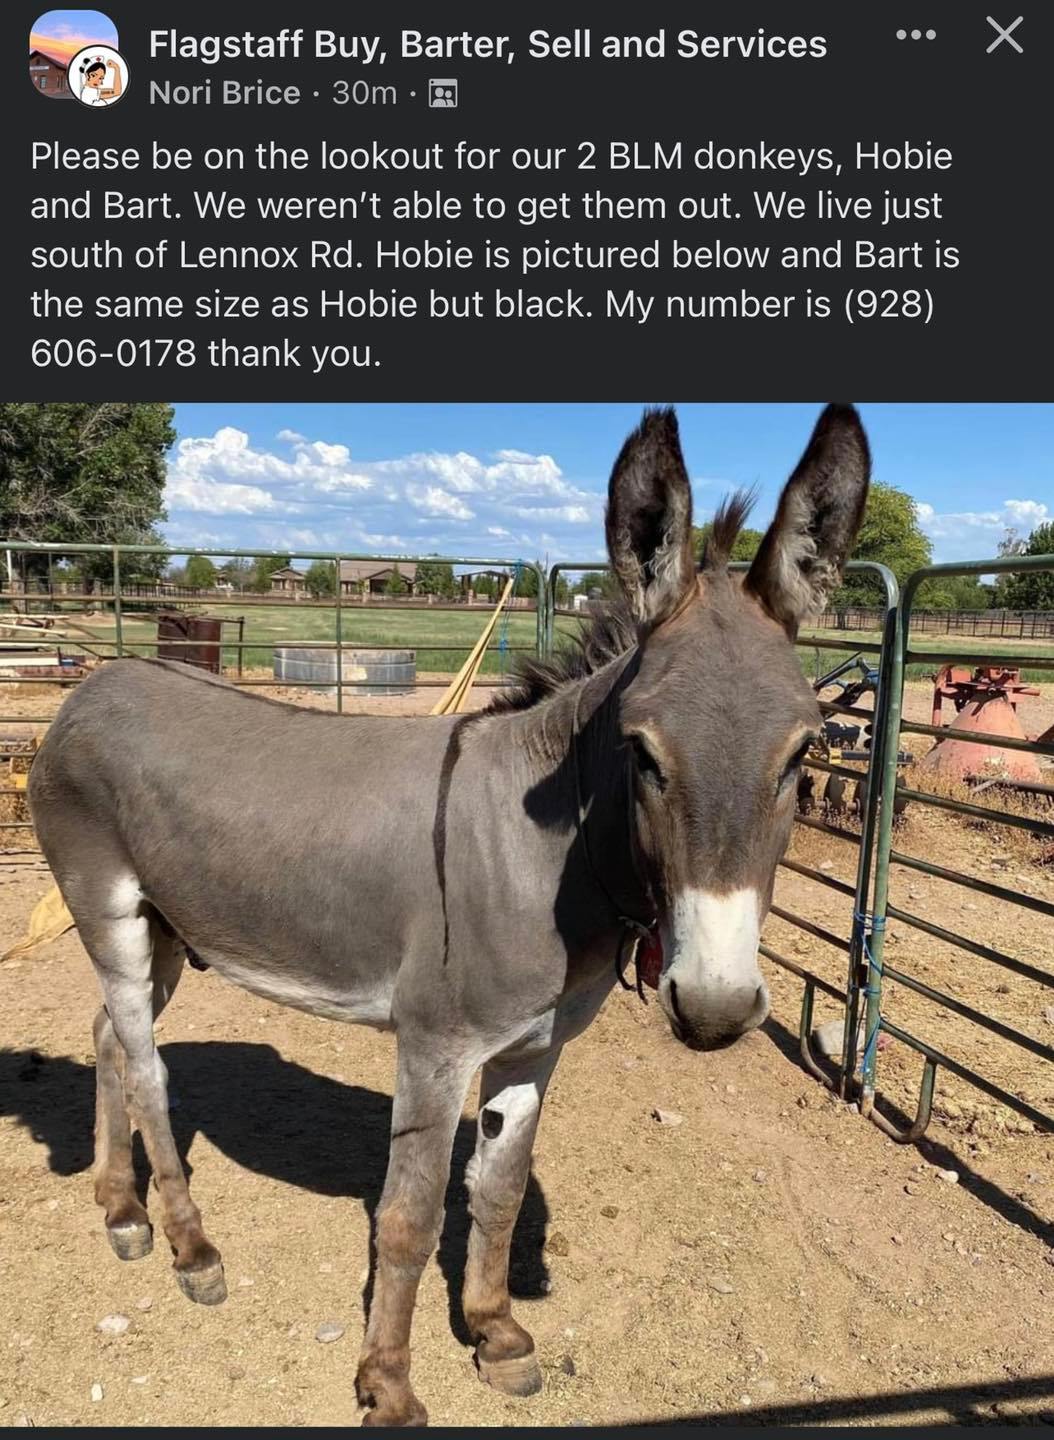 Flagstaff Buy, Barter, Sell and Services
Nori Brice · 30m ·
Please be on the lookout for our 2 BLM donkeys, Hobie
and Bart. We weren’t able to get them out. We live just
south of Lennox Rd. Hobie is pictured below and Bart is
the same size as Hobie but black. My number is (928)
606-0178 thank you.